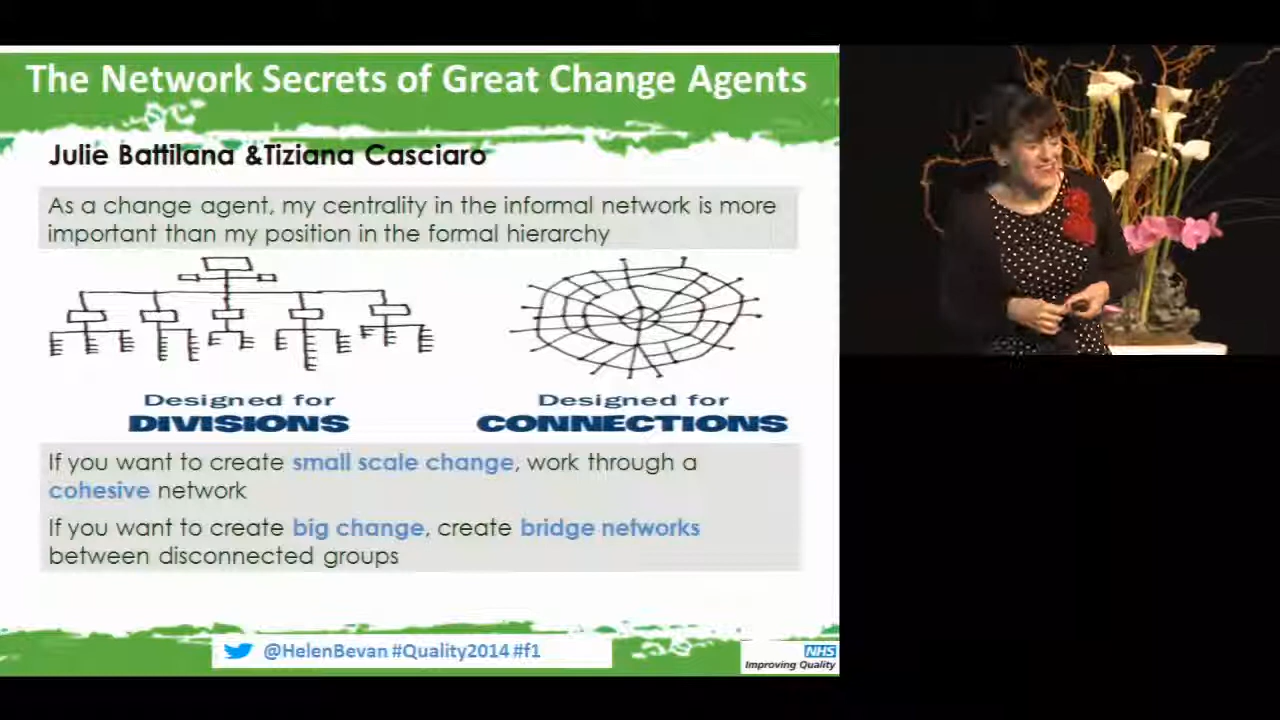 The Network Secrets of Great Change Agents
Julie Battilana &Tiziana Casciaro
As a change agent, my centrality in the informal network is more
important than my position in the formal hierarchy
Designed for
DIVISIONS
Designed for
CONNECTIONS
If you want to create small scale change, work through a
cohesive network
If you want to create big change, create bridge networks
between disconnected groups
@HelenBevan #Quality2014 #f1
NHS
Improving Quality